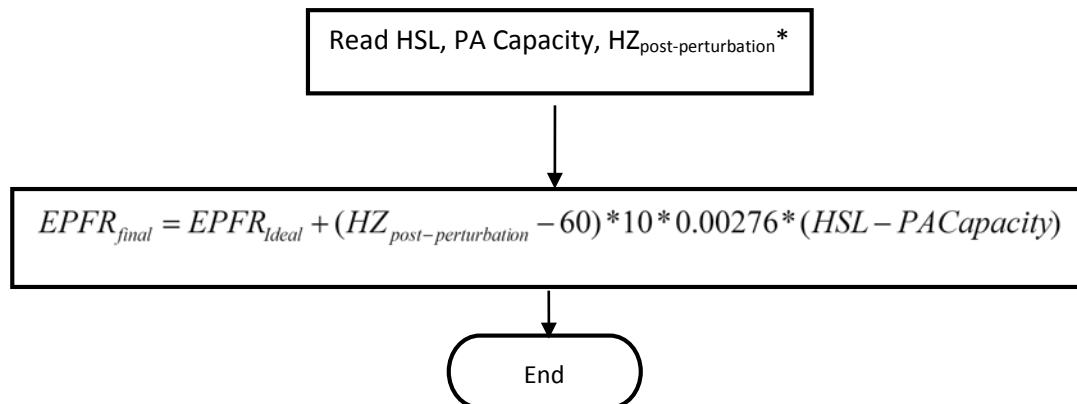 Read HSL, PA Capacity, HZpost-perturbation*
EPFRfinal = EPFRIdeal + (HZpost−perturbation − 60)*10*0.00276*(HSL − PACapacity)
End